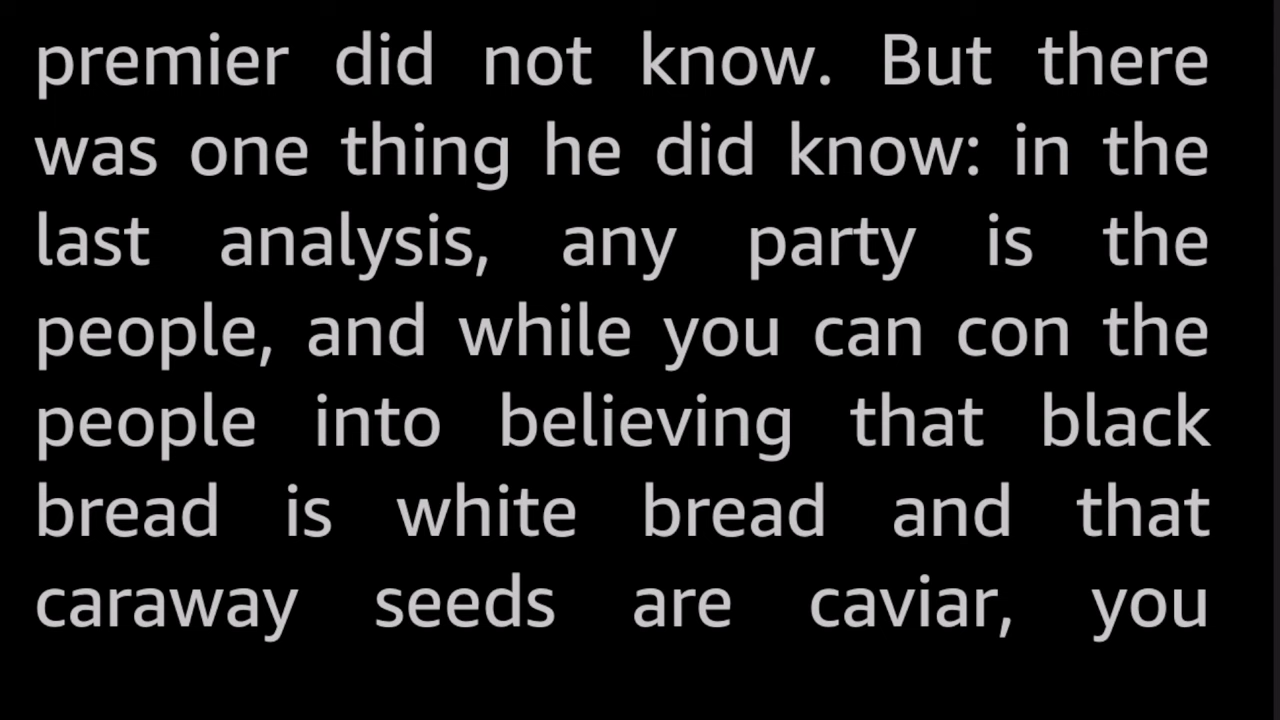 premier did not know. But there
was one thing he did know: in the
last analysis, any party is the
people, and while you can con the
people into believing that black
bread is white bread and that
caraway seeds are caviar, you